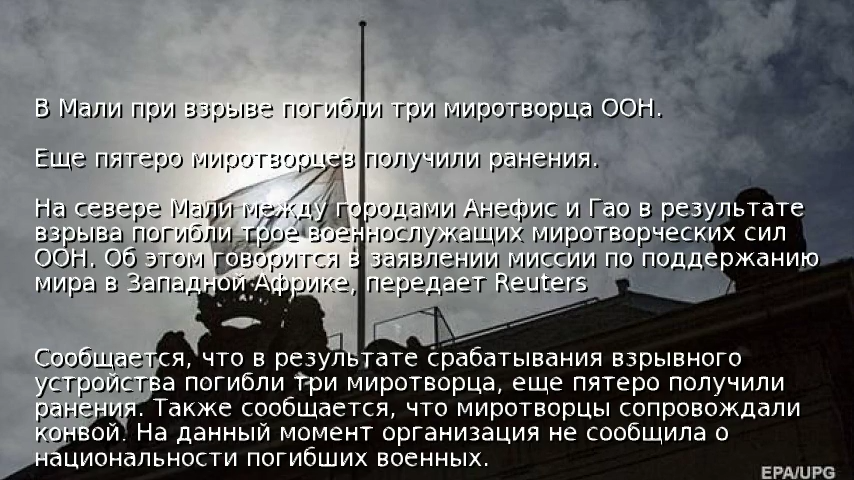 В Мали при взрыве погибли три миротворца ООН.
Еще пятеро миротворцев получили ранения.
На севере Мали между городами Анефис и Гао в результате
взрыва погибли трое военнослужащих миротворческих сил
ООН. Об этом говорится в заявлении миссии по поддержанию
мира в Западной Африке, передает Reuters
Сообщается, что в результате срабатывания взрывного
устройства погибли три миротворца, еще пятеро получили
ранения. Также сообщается, что миротворцы сопровождали
конвой. На данный момент организация не сообщила о
национальности погибших военных.
EPA/UPG